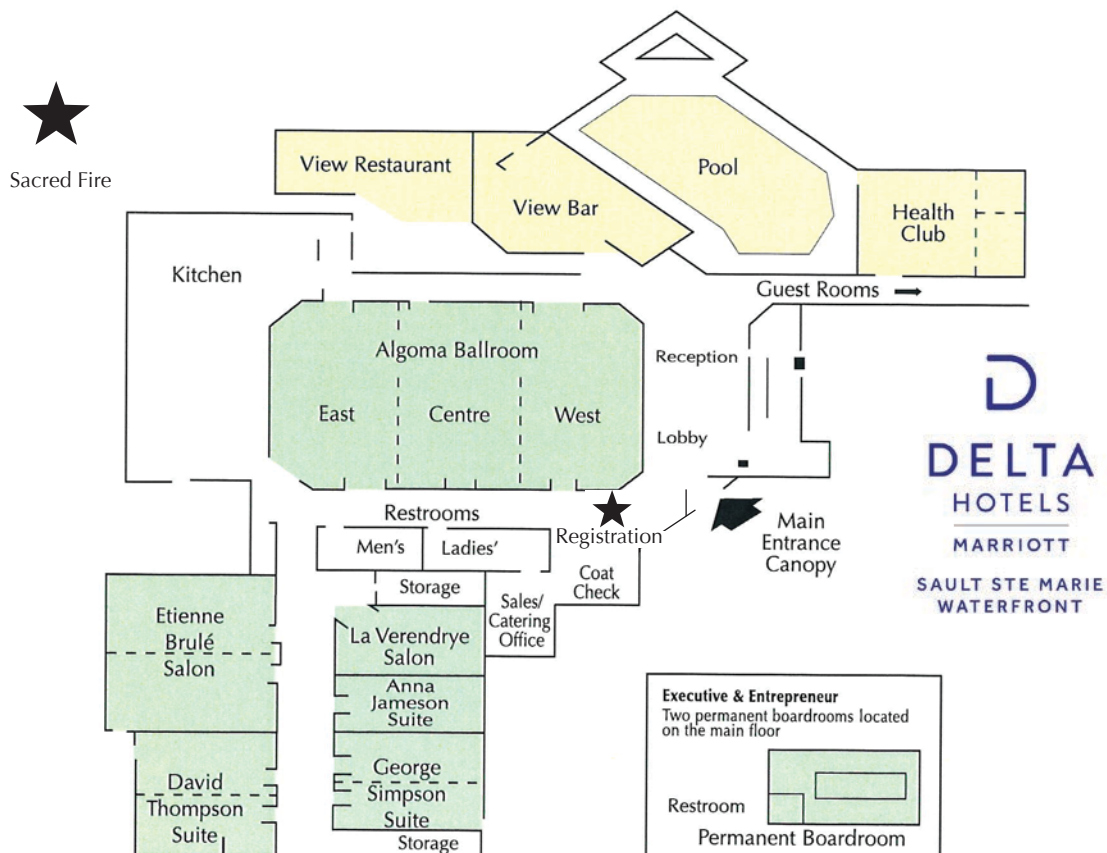 Sacred Fire
View Restaurant
View Bar
Pool
Health
Club
Kitchen
Guest Rooms
Algoma Ballroom
East
Centre
West
Reception
Lobby
Main
Entrance
Canopy
DELTA
HOTELS
MARRIOTT
SAULT STE MARIE
WATERFRONT
Restrooms
Men's
Ladies'
Registration
Storage
Coat
Check
Sales/
Catering
Office
Etienne
Brulé
Salon
La Verendrye
Salon
Anna
Jameson
Suite
David
Thompson
Suite
George
Simpson
Suite
Storage
Executive & Entrepreneur
Two permanent boardrooms located
on the main floor
Restroom
Permanent Boardroom